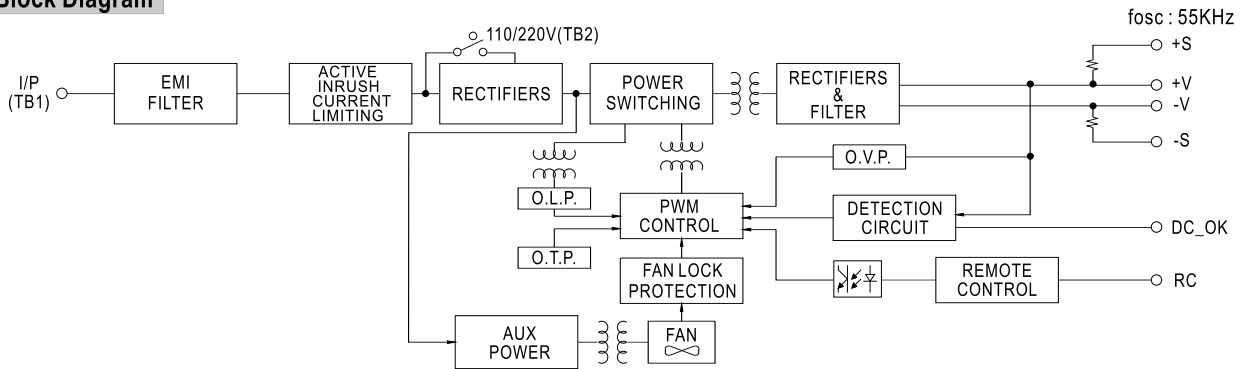 Block Diagram
fosc : 55KHz
110/220V(TB2)
I/P
(TB1)
EMI
FILTER
ACTIVE
INRUSH
CURRENT
LIMITING
RECTIFIERS
POWER
SWITCHING
RECTIFIERS
&
FILTER
+S
+V
-V
-S
O.V.P.
O.L.P.
PWM
CONTROL
DETECTION
CIRCUIT
DC_OK
O.T.P.
FAN LOCK
PROTECTION
REMOTE
CONTROL
RC
AUX
POWER
FAN